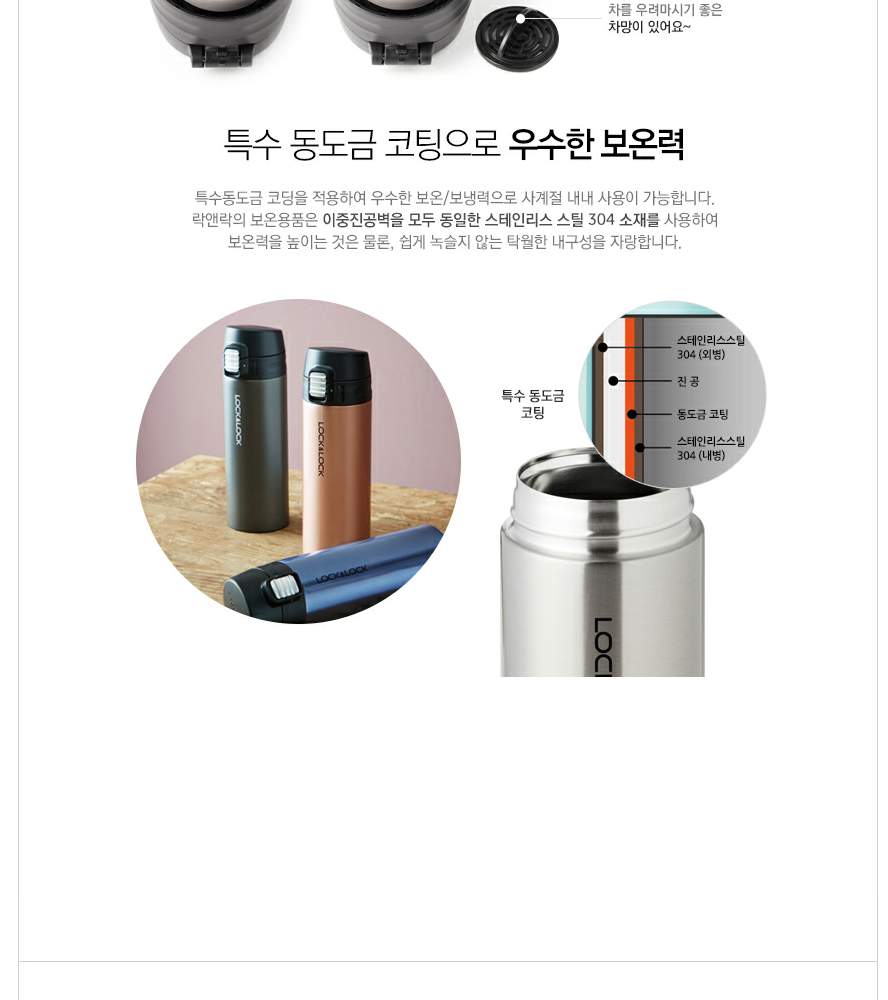 차를 우려마시기 좋은
차망이 있어요~
특수 동도금 코팅으로 우수한 보온력
특수동도금 코딩을 적용하여 우수한 보온/보냉력으로 사계절 내내 사용이 가능합니다.
락앤락의 보온용품은 이중진공벽을 모두 동일한 스테인리스 스틸 304 소재를 사용하여
보온력을 높이는 것은 물론, 쉽게 녹슬지 않는 탁월한 내구성을 자랑합니다.
LOCK&LOCK
LOCK&LOCK
LOCK&LOCK
특수 동도금
코팅
스테인리스스틸
304 (외병)
진 공
동도금 코팅
스테인리스스틸
304 (내병)
LOCK